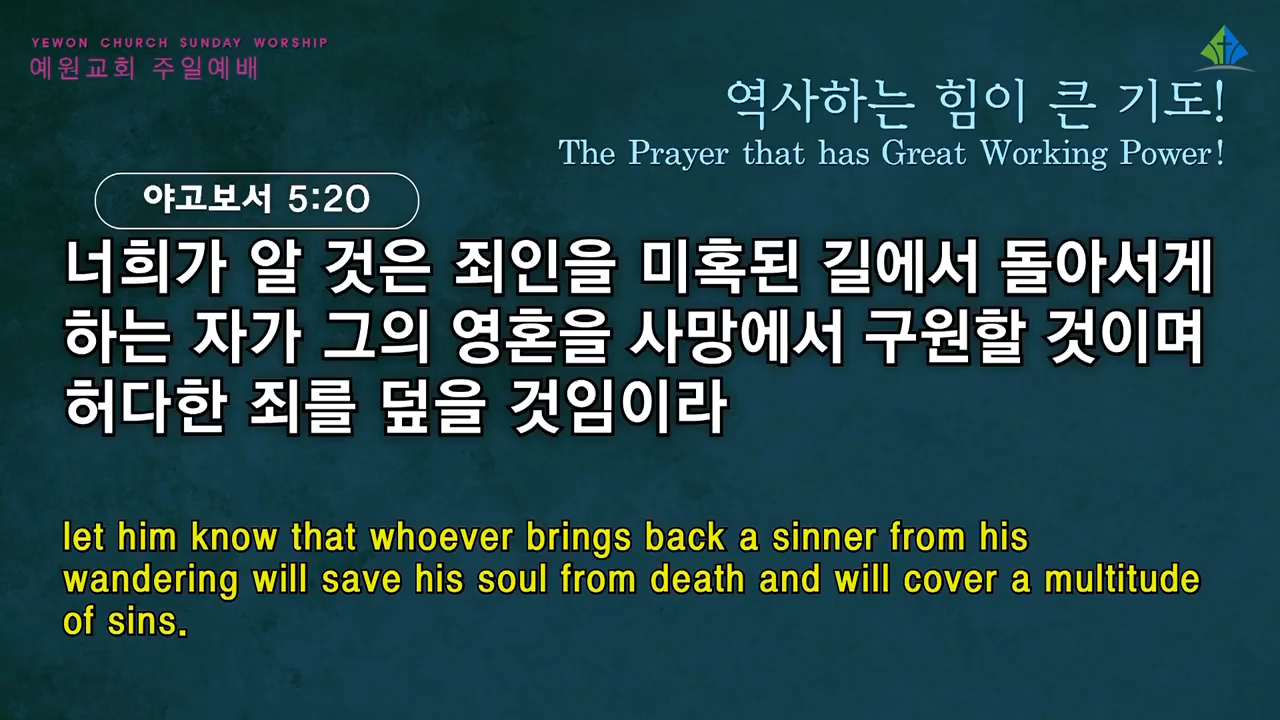 YEWON CHURCH SUNDAY WORSHIP
예원교회 주일예배
역사하는 힘이 큰 기도!
The Prayer that has Great Working Power!
야고보서 5:20
너희가 알 것은 죄인을 미혹된 길에서 돌아서게
하는 자가 그의 영혼을 사망에서 구원할 것이며
허다한 죄를 덮을 것임이라
let him know that whoever brings back a sinner from his
wandering will save his soul from death and will cover a multitude
of sins.